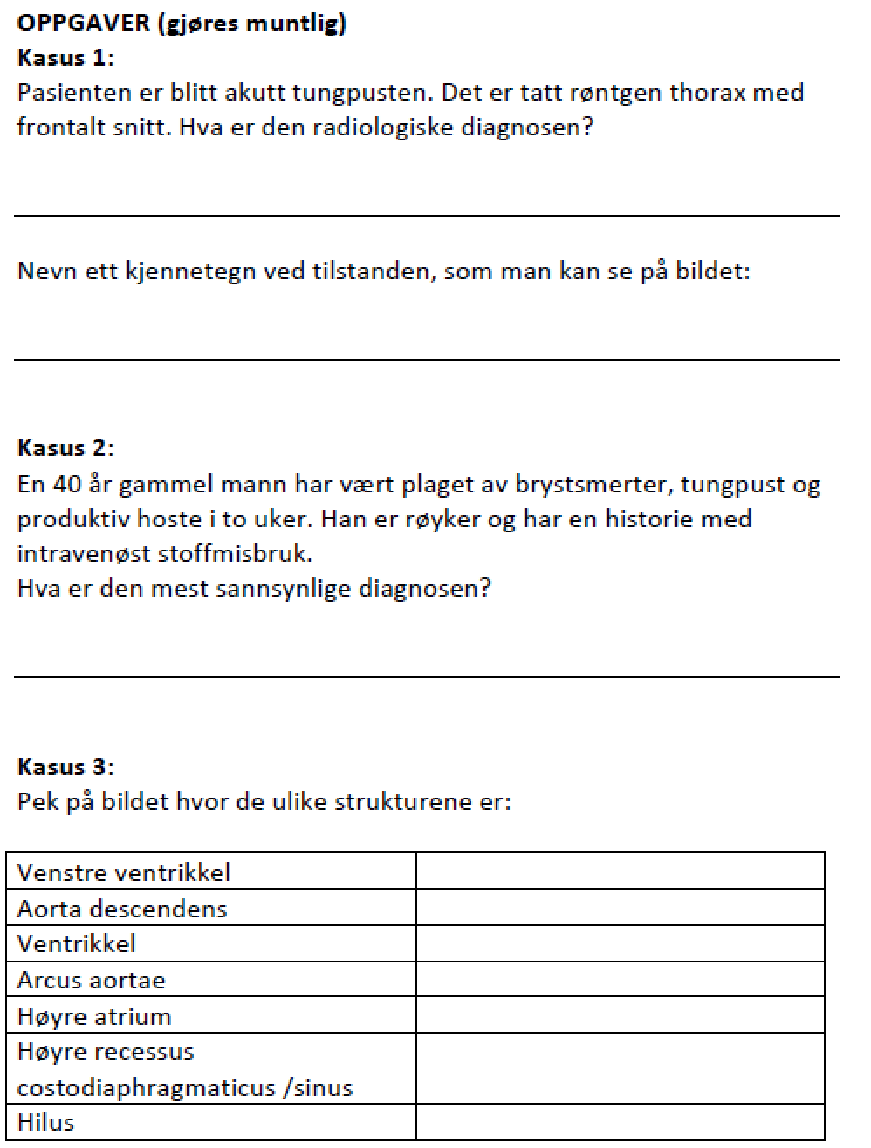 OPPGAVER (gjøres muntlig)
Kasus 1:
Pasienten er blitt akutt tungpusten. Det er tatt røntgen thorax med
frontalt snitt. Hva er den radiologiske diagnosen?
Nevn ett kjennetegn ved tilstanden, som man kan se på bildet:
Kasus 2:
En 40 år gammel mann har vært plaget av brystsmerter, tungpust og
produktiv hoste i to uker. Han er røyker og har en historie med
intravenøst stoffmisbruk.
Hva er den mest sannsynlige diagnosen?
Kasus 3:
Pek på bildet hvor de ulike strukturene er:
Venstre ventrikkel
Aorta descendens
Ventrikkel
Arcus aortae
Høyre atrium
Høyre recessus
costodiaphragmaticus /sinus
Hilus